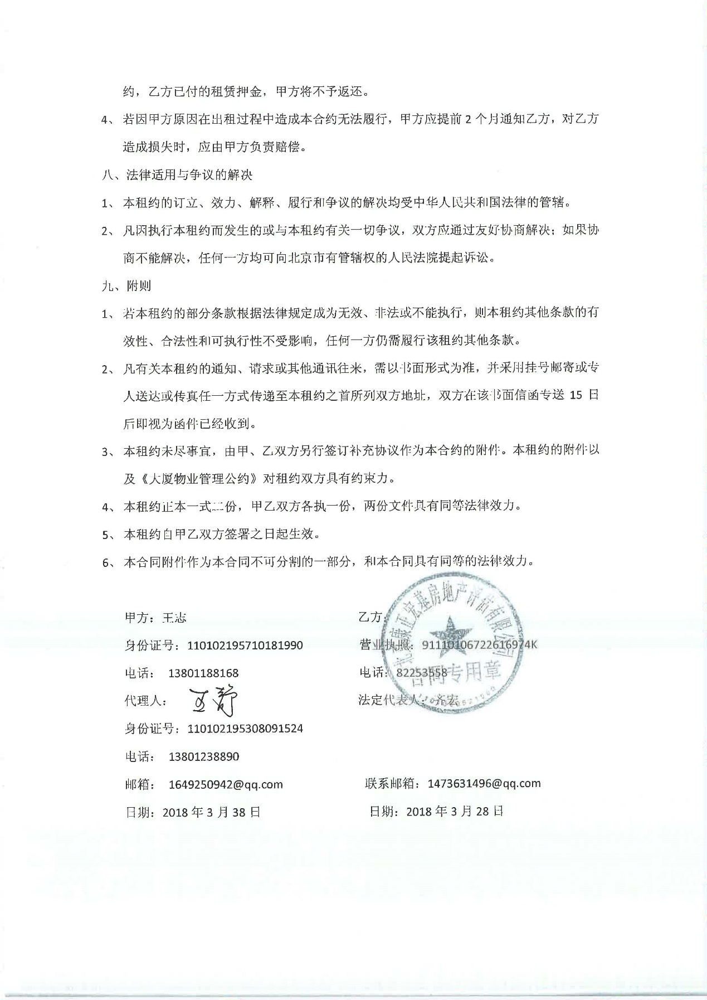 约，乙方已付的租赁押金，甲方将不予返还。
4、若因甲方原因在出租过程中造成本合约无法履行，甲方应提前 2 个月通知乙方，对乙方
造成损失时，应由甲方负责赔偿。
八、法律适用与争议的解决
1、本租约的订立、效力、解释、履行和争议的解决均受中华人民共和国法律的管辖。
2、凡因执行本租约而发生的或与本租约有关一切争议，双方应通过友好协商解决；如果协
商不能解决，任何一方均可向北京市有管辖权的人民法院提起诉讼。
九、附则
1、若本租约的部分条款根据法律规定成为无效、非法或不能执行，则本租约其他条款的有
效性、合法性和可执行性不受影响，任何一方仍需履行该租约其他条款。
2、凡有关本租约的通知、请求或其他通讯往来，需以书面形式为准，并采用挂号邮寄或专
人送达或传真任一方式传递至本租约之首所列双方地址，双方在该书面信函专送 15 日
后即视为函件已经收到。
3、本租约未尽事宜，由甲、乙双方另行签订补充协议作为本合约的附件。本租约的附件以
及《大厦物业管理公约》对租约双方具有约束力。
4、本租约正本一式二份，甲乙双方各执一份，两份文件具有同等法律效力。
5、本租约自甲乙双方签署之日起生效。
6、本合同附件作为本合同不可分割的一部分，和本合同具有同等的法律效力。
甲方：王志
身份证号：110102195710181990
电话： 13801188168
代理人： 王静
身份证号：110102195308091524
电话： 13801238890
邮箱： 1649250942@qq.com
日期：2018 年 3 月 38 日
乙方：
营业执照：91110106722616974K
电话：82253558
法定代表人：齐宏
联系邮箱：1473631496@qq.com
日期：2018 年 3 月 28 日
北京康正宏基房地产评估有限公司
合同专用章